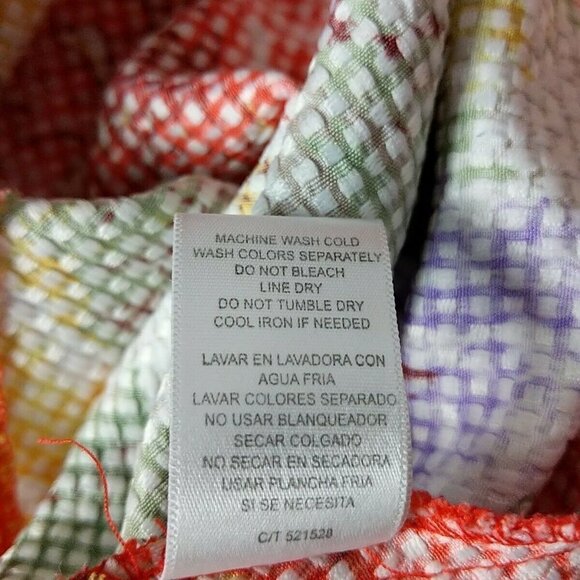 MACHINE WASH COLD
WASH COLORS SEPARATELY
DO NOT BLEACH
LINE DRY
DO NOT TUMBLE DRY
COOL IRON IF NEEDED
LAVAR EN LAVADORA CON
AGUA FRIA
LAVAR COLORES SEPARADO
NO USAR BLANQUEADOR
SECAR COLGADO
NO SECAR EN SECADORA
USAR PLANCHA FRIA
SI SE NECESITA
C/T 521528